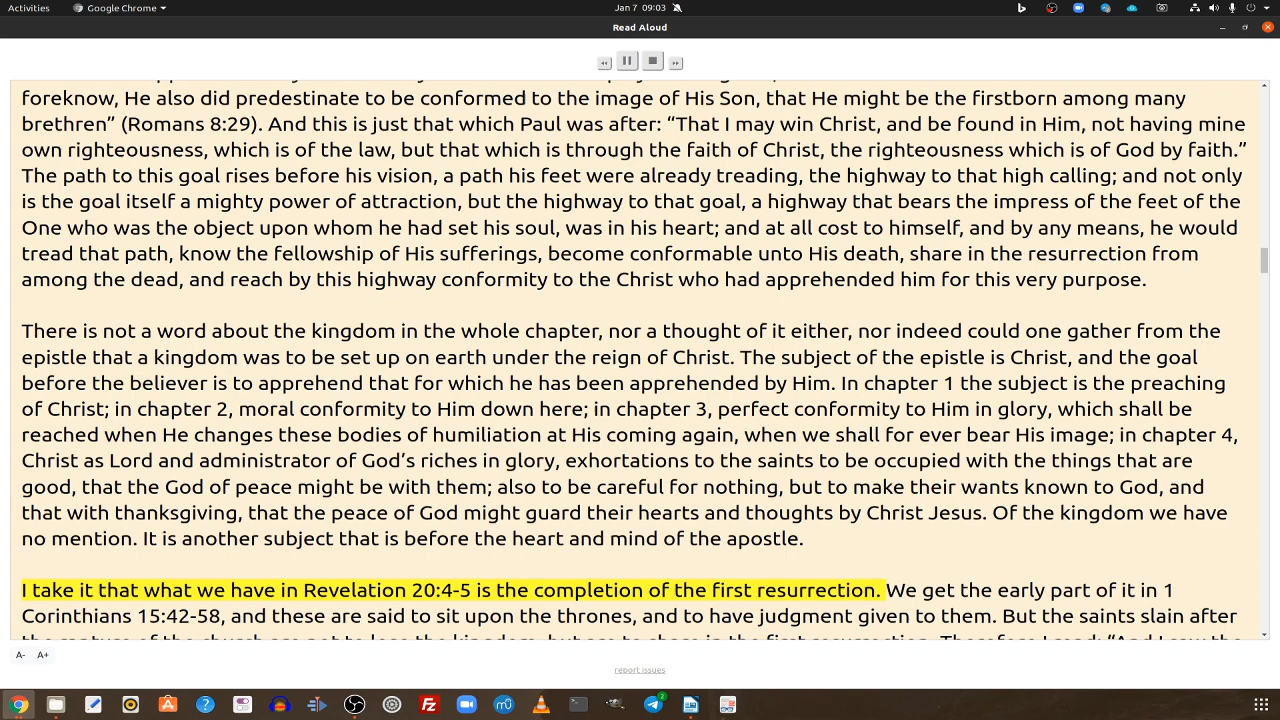 Activities
Google Chrome
Jan 7 09:03
Read Aloud
foreknow, He also did predestinate to be conformed to the image of His Son, that He might be the firstborn among many
brethren” (Romans 8:29). And this is just that which Paul was after: “That I may win Christ, and be found in Him, not having mine
own righteousness, which is of the law, but that which is through the faith of Christ, the righteousness which is of God by faith.”
The path to this goal rises before his vision, a path his feet were already treading, the highway to that high calling; and not only
is the goal itself a mighty power of attraction, but the highway to that goal, a highway that bears the impress of the feet of the
One who was the object upon whom he had set his soul, was in his heart; and at all cost to himself, and by any means, he would
tread that path, know the fellowship of His sufferings, become conformable unto His death, share in the resurrection from
among the dead, and reach by this highway conformity to the Christ who had apprehended him for this very purpose.
There is not a word about the kingdom in the whole chapter, nor a thought of it either, nor indeed could one gather from the
epistle that a kingdom was to be set up on earth under the reign of Christ. The subject of the epistle is Christ, and the goal
before the believer is to apprehend that for which he has been apprehended by Him. In chapter 1 the subject is the preaching
of Christ; in chapter 2, moral conformity to Him down here; in chapter 3, perfect conformity to Him in glory, which shall be
reached when He changes these bodies of humiliation at His coming again, when we shall for ever bear His image; in chapter 4,
Christ as Lord and administrator of God’s riches in glory, exhortations to the saints to be occupied with the things that are
good, that the God of peace might be with them; also to be careful for nothing, but to make their wants known to God, and
that with thanksgiving, that the peace of God might guard their hearts and thoughts by Christ Jesus. Of the kingdom we have
no mention. It is another subject that is before the heart and mind of the apostle.
I take it that what we have in Revelation 20:4-5 is the completion of the first resurrection. We get the early part of it in 1
Corinthians 15:42-58, and these are said to sit upon the thrones, and to have judgment given to them. But the saints slain after
A-
A+
report issues
2